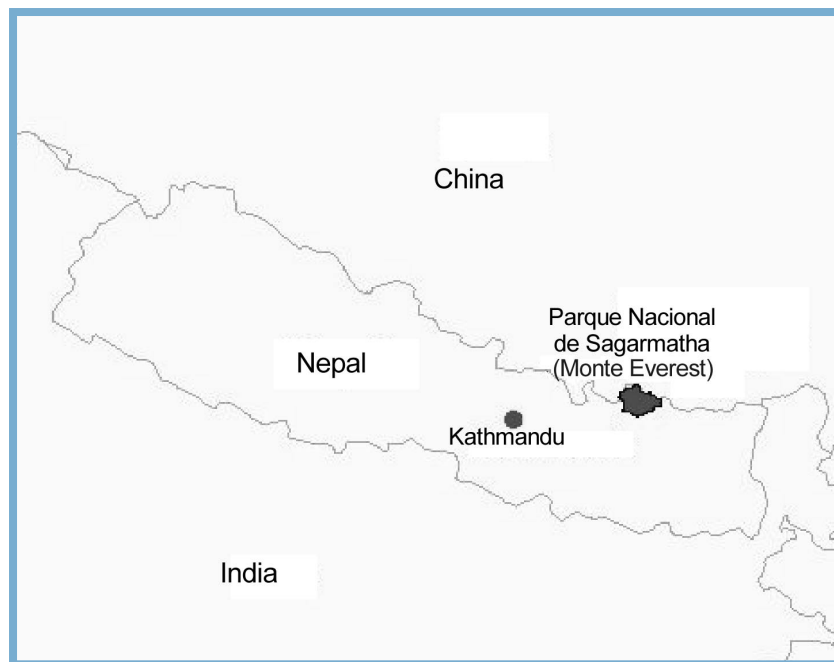 China
Parque Nacional
de Sagarmatha
(Monte Everest)
Nepal
Kathmandu
India